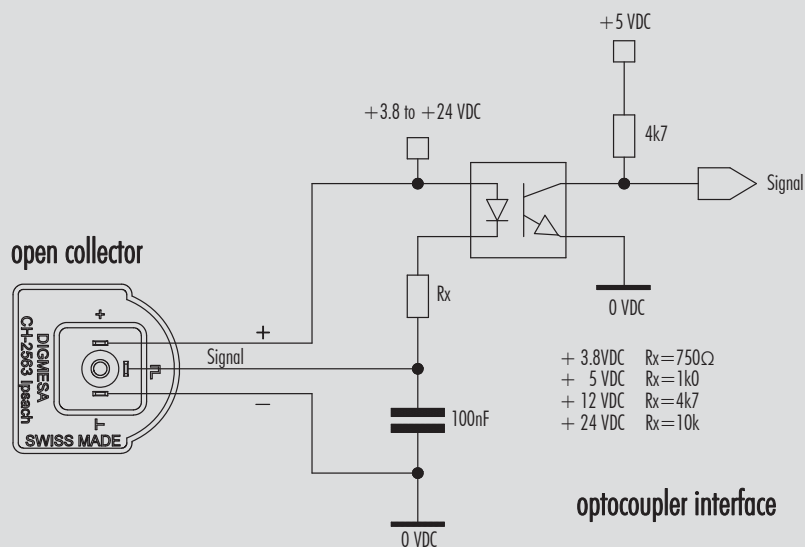 +5 VDC
+3.8 to +24 VDC
4k7
Signal
open collector
0 VDC
Rx
+
DIGMESA
CH-2563 Ipsach
SWISS MADE
+
Signal
–
100nF
+ 3.8VDC Rx=750Ω
+ 5 VDC Rx=1k0
+ 12 VDC Rx=4k7
+ 24 VDC Rx=10k
optocoupler interface
0 VDC